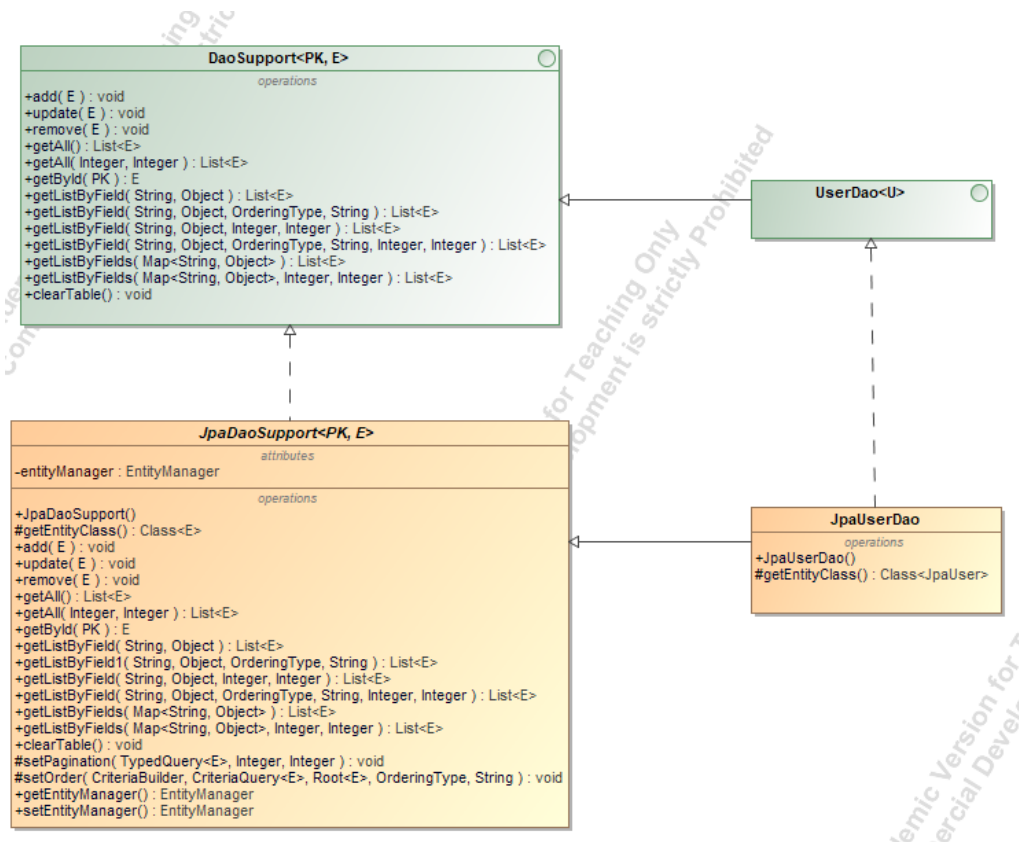 DaoSupport<PK, E>
operations
+add( E ) : void
+update( E ) : void
+remove( E ) : void
+getAll() : List<E>
+getAll( Integer, Integer ) : List<E>
+getById( PK ) : E
+getListByField( String, Object ) : List<E>
+getListByField( String, Object, OrderingType, String ) : List<E>
+getListByField( String, Object, Integer, Integer ) : List<E>
+getListByField( String, Object, OrderingType, String, Integer, Integer ) : List<E>
+getListByFields( Map<String, Object> ) : List<E>
+getListByFields( Map<String, Object>, Integer, Integer ) : List<E>
+clearTable() : void
UserDao<U>
JpaDaoSupport<PK, E>
attributes
-entityManager : EntityManager
operations
+JpaDaoSupport()
#getEntityClass() : Class<E>
+add( E ) : void
+update( E ) : void
+remove( E ) : void
+getAll() : List<E>
+getAll( Integer, Integer ) : List<E>
+getById( PK ) : E
+getListByField( String, Object ) : List<E>
+getListByField1( String, Object, OrderingType, String ) : List<E>
+getListByField( String, Object, Integer, Integer ) : List<E>
+getListByField( String, Object, OrderingType, String, Integer, Integer ) : List<E>
+getListByFields( Map<String, Object> ) : List<E>
+getListByFields( Map<String, Object>, Integer, Integer ) : List<E>
+clearTable() : void
#setPagination( TypedQuery<E>, Integer, Integer ) : void
#setOrder( CriteriaBuilder, CriteriaQuery<E>, Root<E>, OrderingType, String ) : void
+getEntityManager() : EntityManager
+setEntityManager() : EntityManager
JpaUserDao
operations
+JpaUserDao()
#getEntityClass() : Class<JpaUser>
for Teaching Only
is strictly Prohibited
Version for